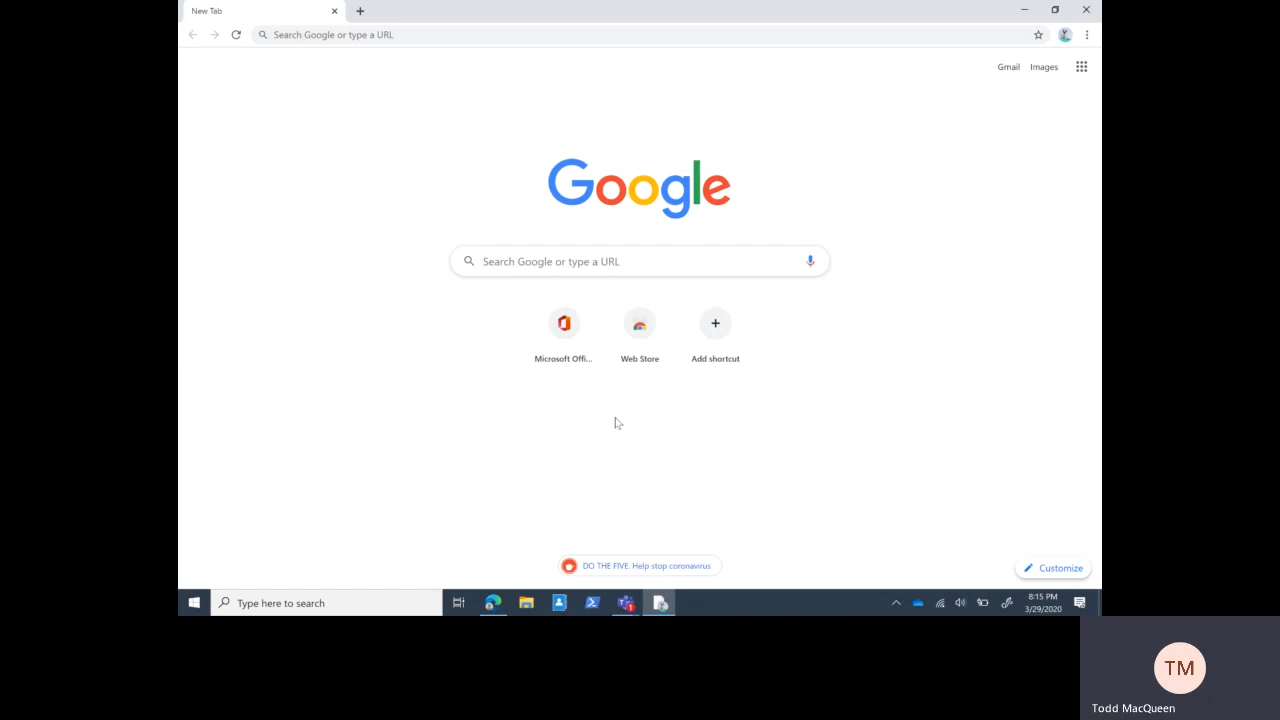 New Tab
Search Google or type a URL
Gmail Images
Google
Search Google or type a URL
Microsoft Offi... Web Store Add shortcut
DO THE FIVE. Help stop coronavirus
Customize
Type here to search
8:15 PM
3/29/2020
TM
Todd MacQueen